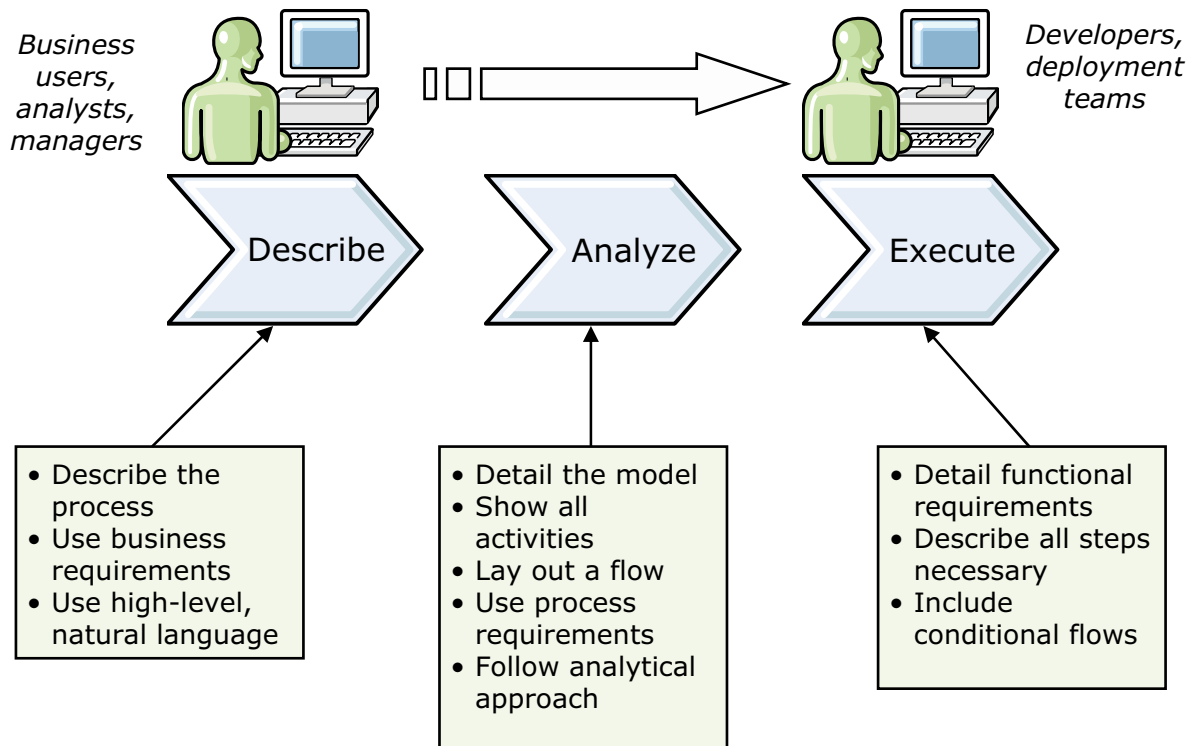 Business
users,
analysts,
managers
Developers,
deployment
teams
Describe
Analyze
Execute
• Describe the
process
• Use business
requirements
• Use high-level,
natural language
• Detail the model
• Show all
activities
• Lay out a flow
• Use process
requirements
• Follow analytical
approach
• Detail functional
requirements
• Describe all steps
necessary
• Include
conditional flows